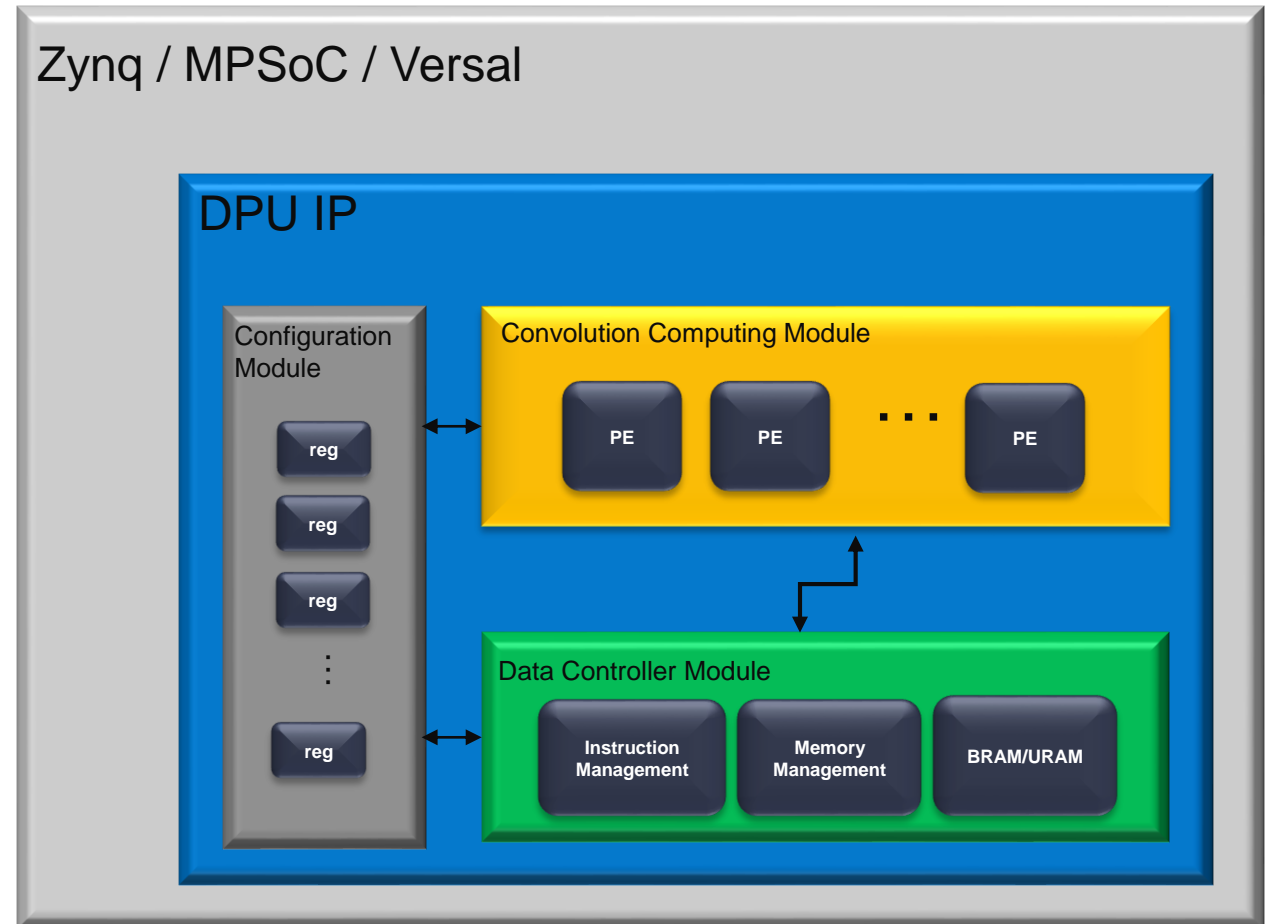 Zynq / MPSoC / Versal
DPU IP
Configuration
Module
reg
reg
reg
⋮
reg
Convolution Computing Module
PE
PE
...
PE
Data Controller Module
Instruction
Management
Memory
Management
BRAM/URAM